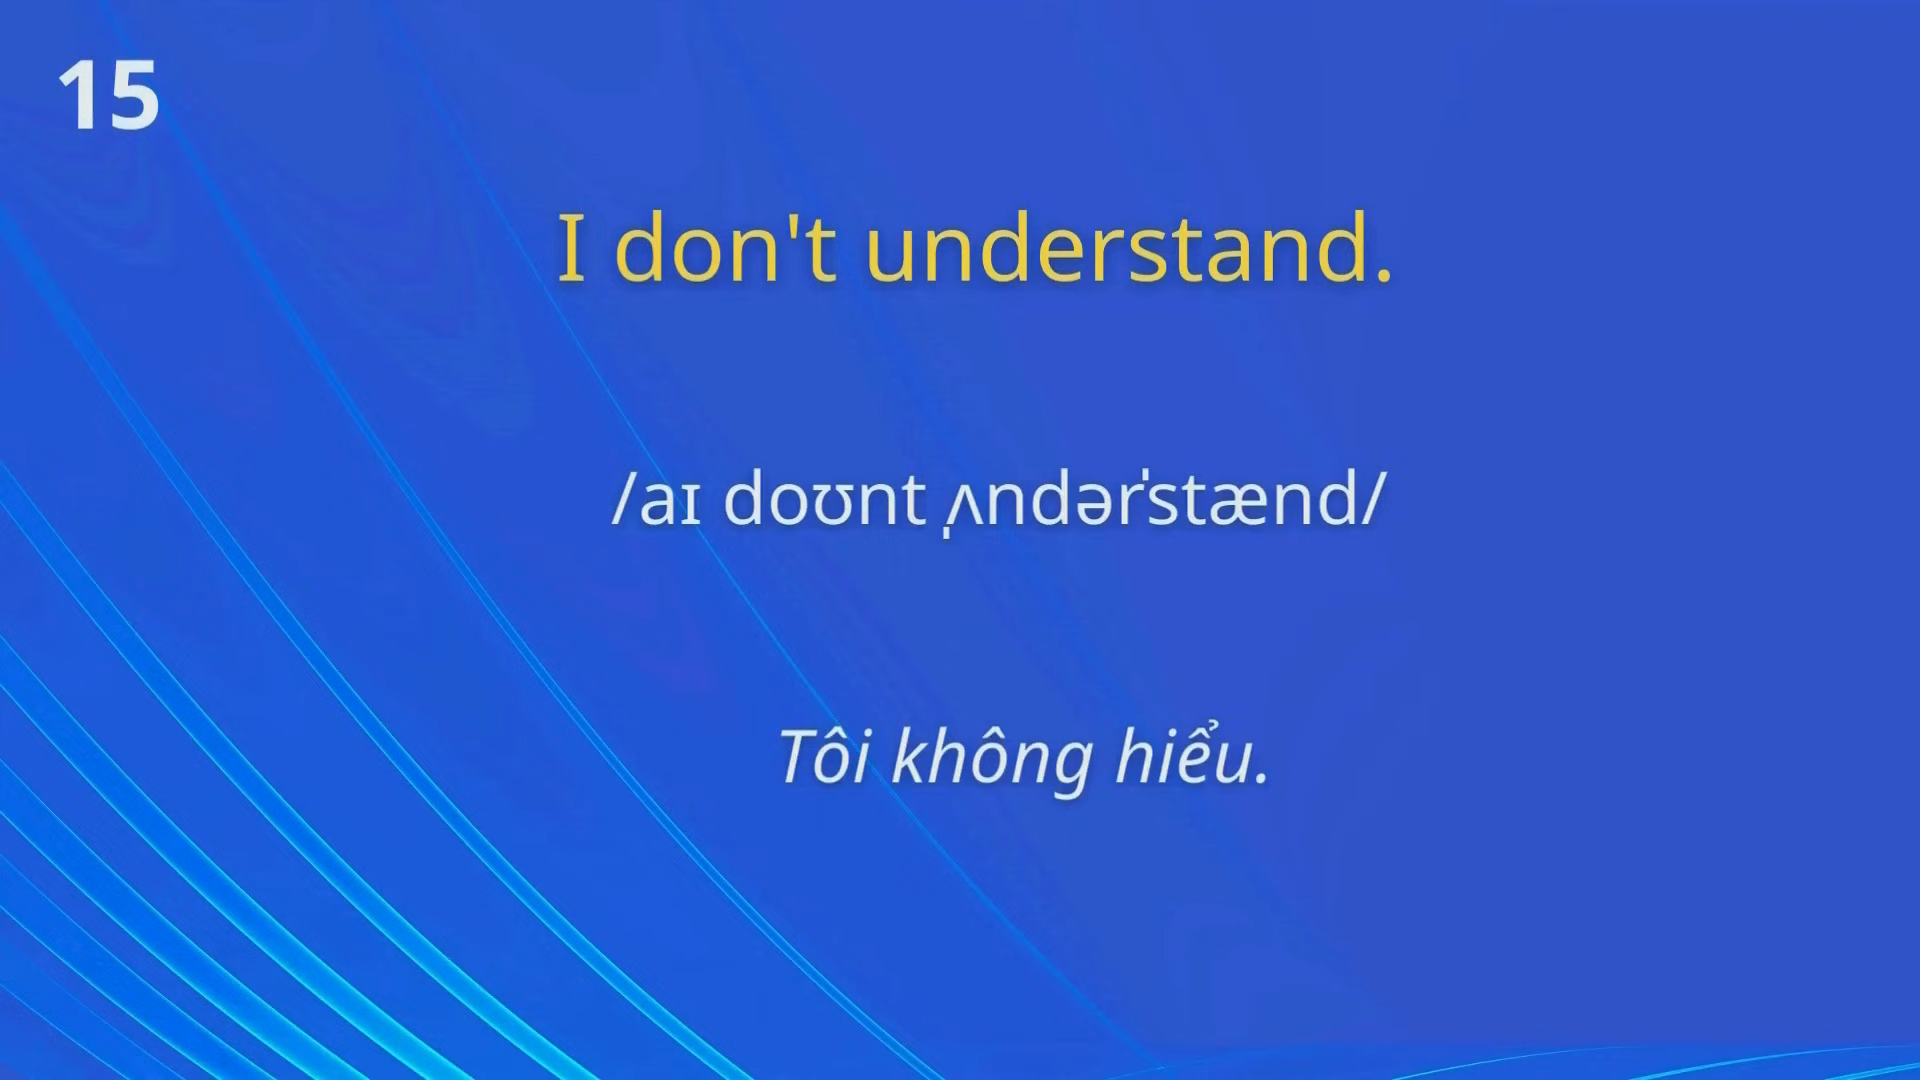 15
I don't understand.
/aɪ doʊnt ˌʌndərˈstænd/
Tôi không hiểu.